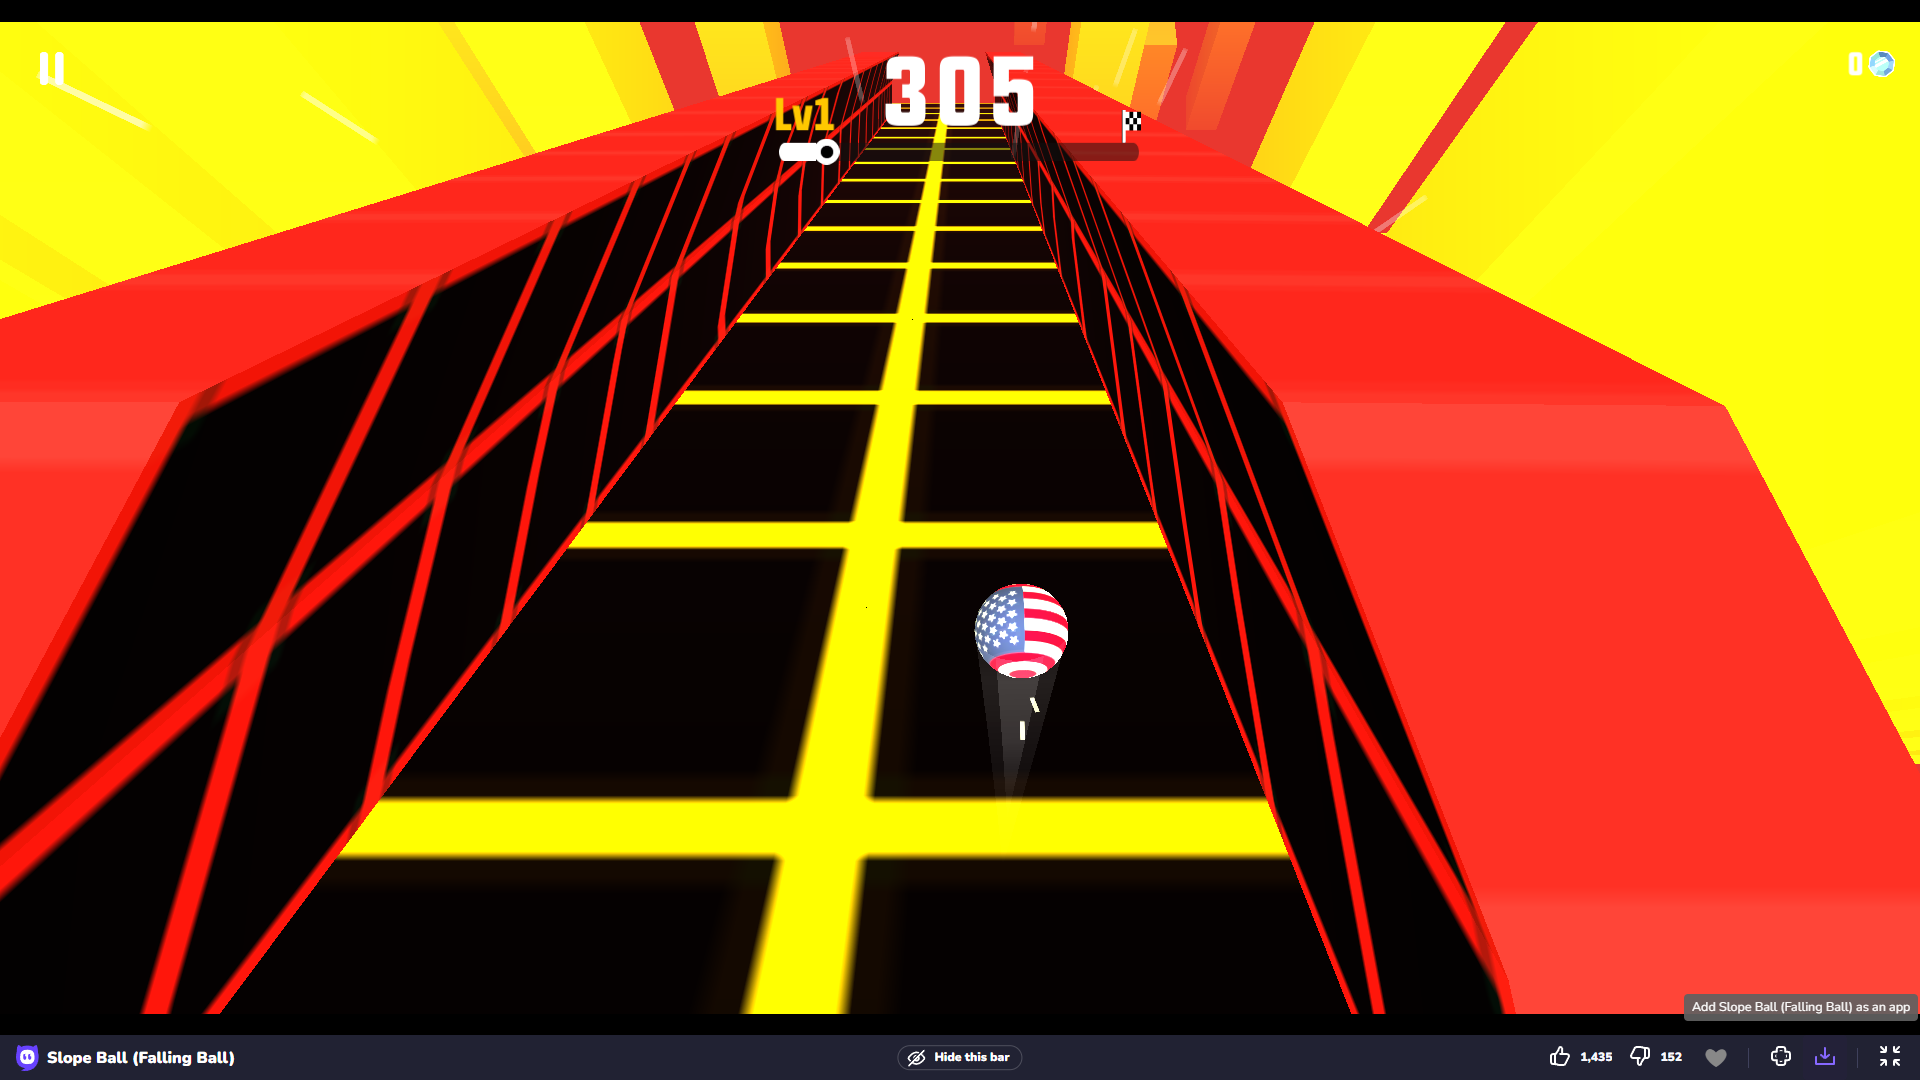 305
0
Lv1
Add Slope Ball (Falling Ball) as an app
Slope Ball (Falling Ball)
Hide this bar
1,435
152